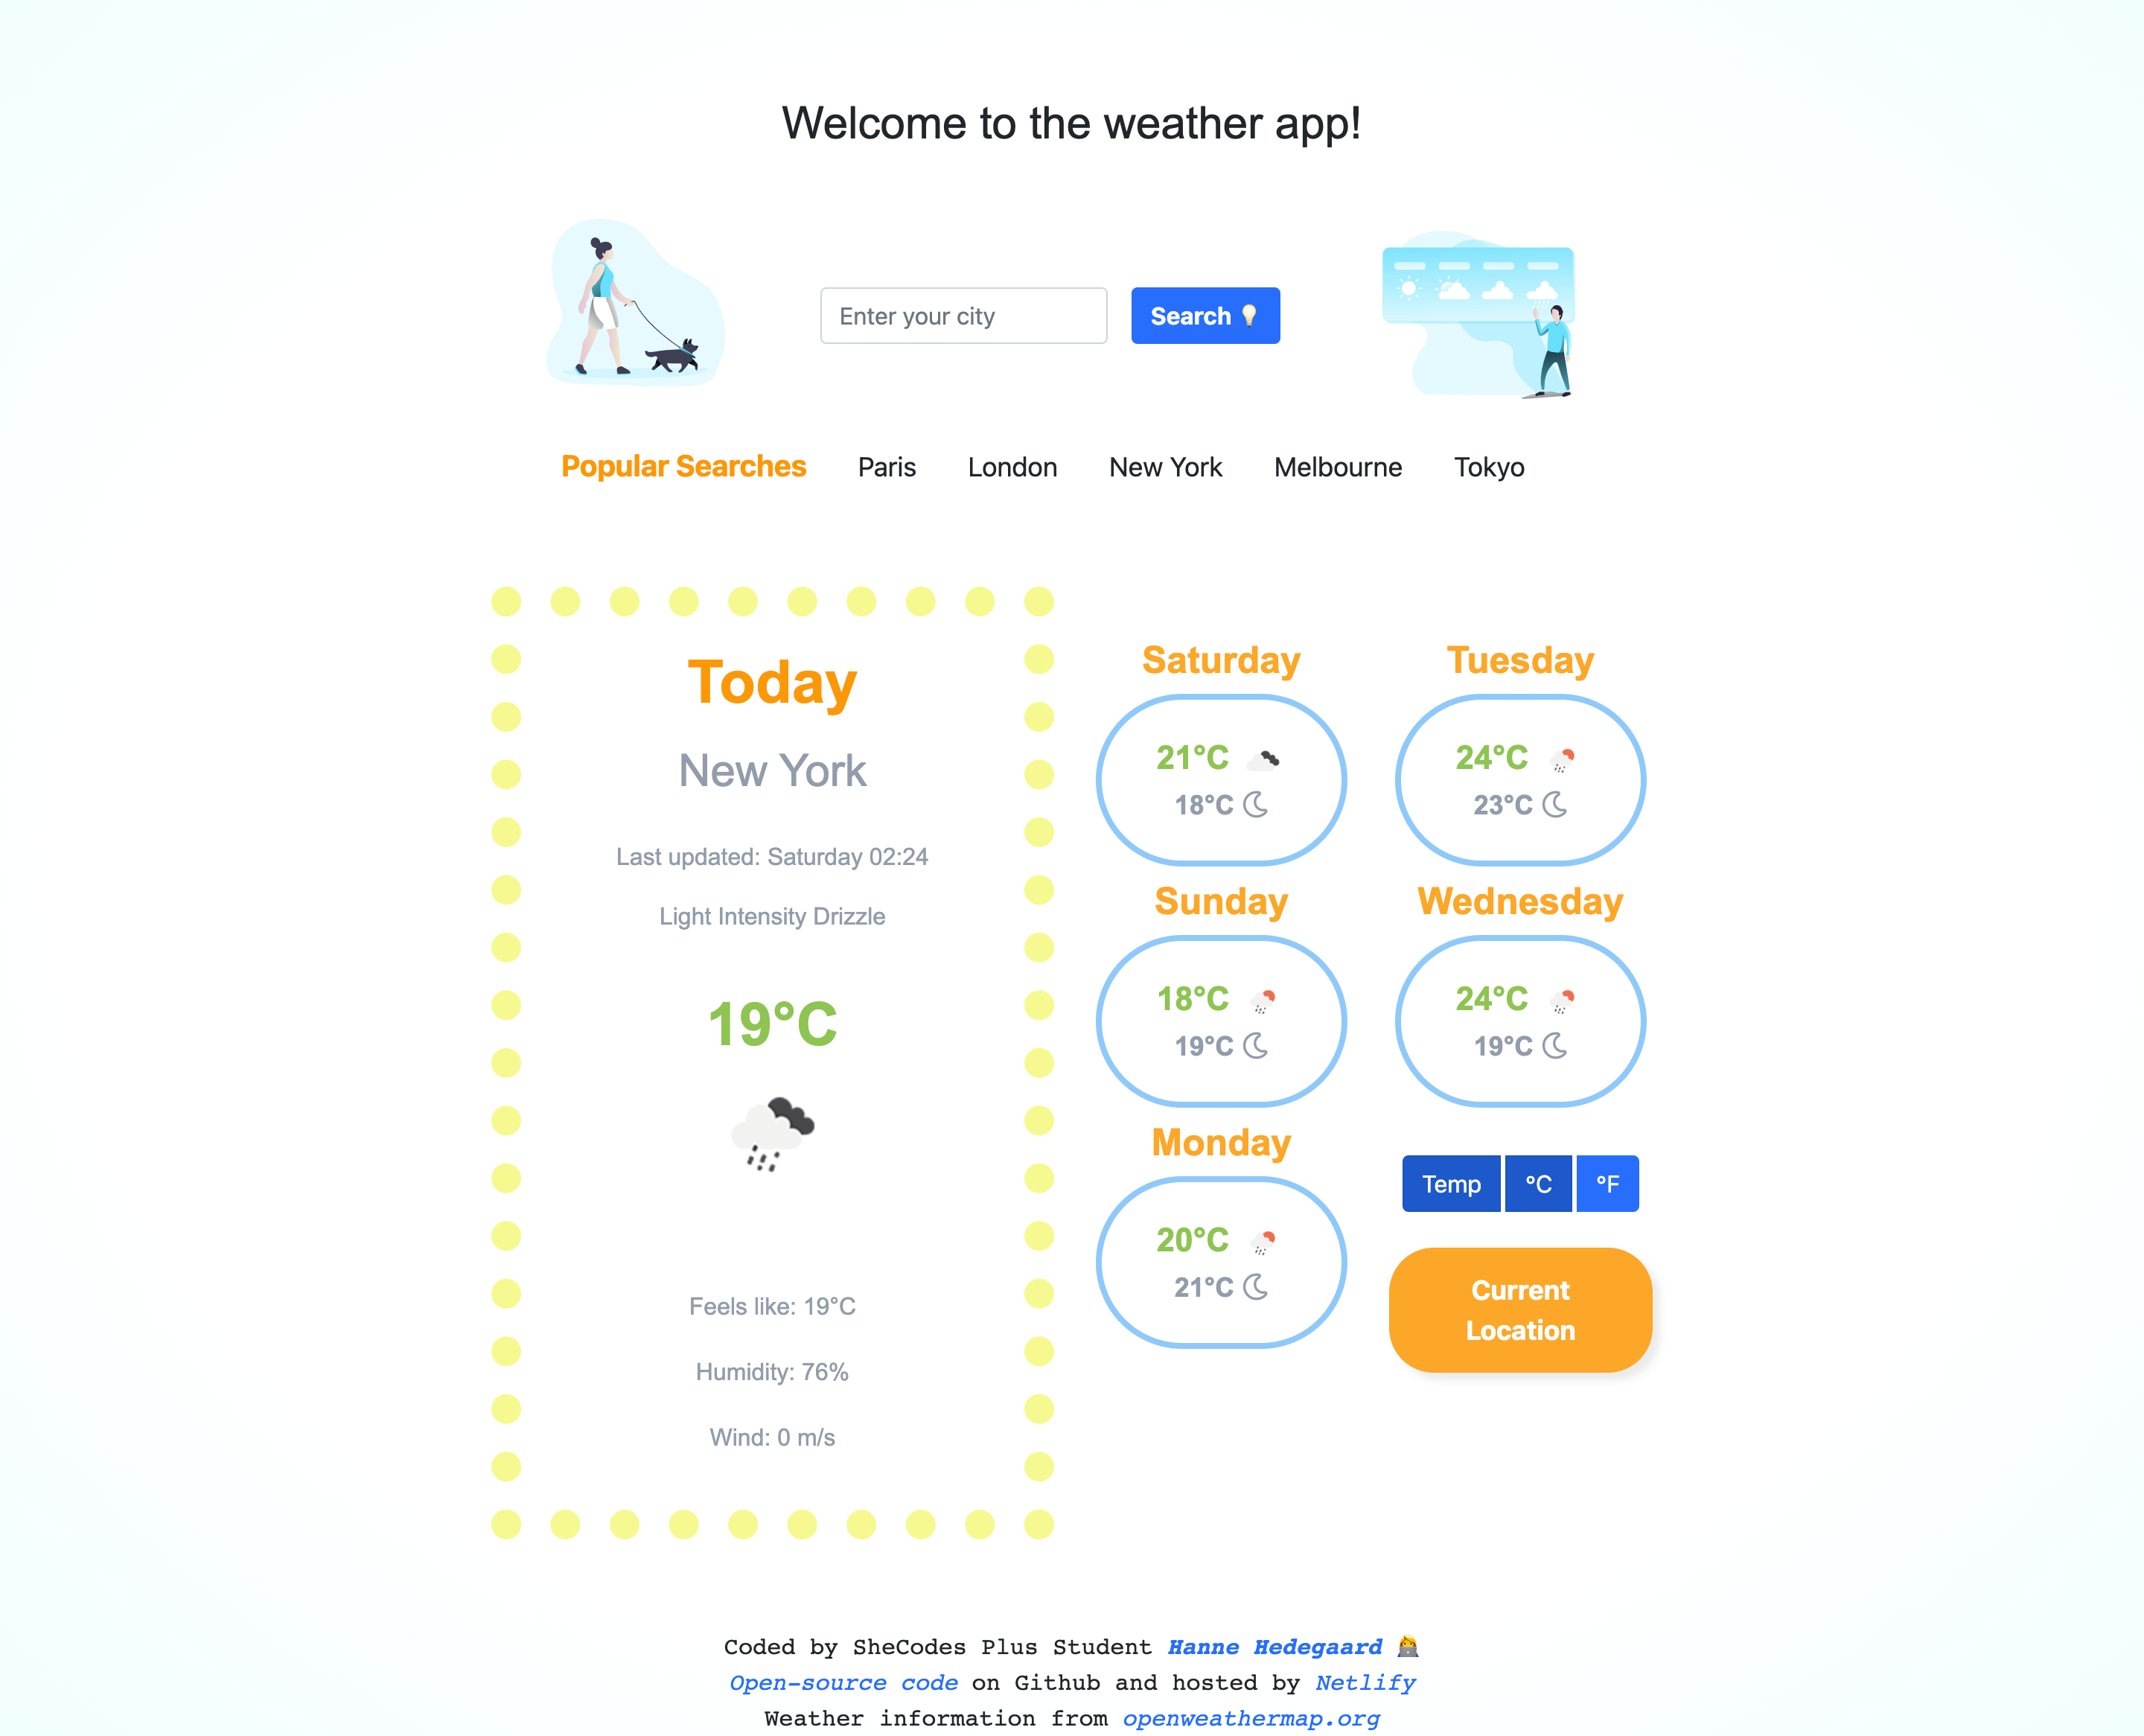 Welcome to the weather app!
Enter your city
Search
Popular Searches Paris London New York Melbourne Tokyo
Today
New York
Last updated: Saturday 02:24
Light Intensity Drizzle
19°C
Feels like: 19°C
Humidity: 76%
Wind: 0 m/s
Saturday
21°C
18°C
Sunday
18°C
19°C
Monday
20°C
21°C
Tuesday
24°C
23°C
Wednesday
24°C
19°C
Temp °C °F
Current
Location
Coded by SheCodes Plus Student Hanne Hedegaard
Open-source code on Github and hosted by Netlify
Weather information from openweathermap.org